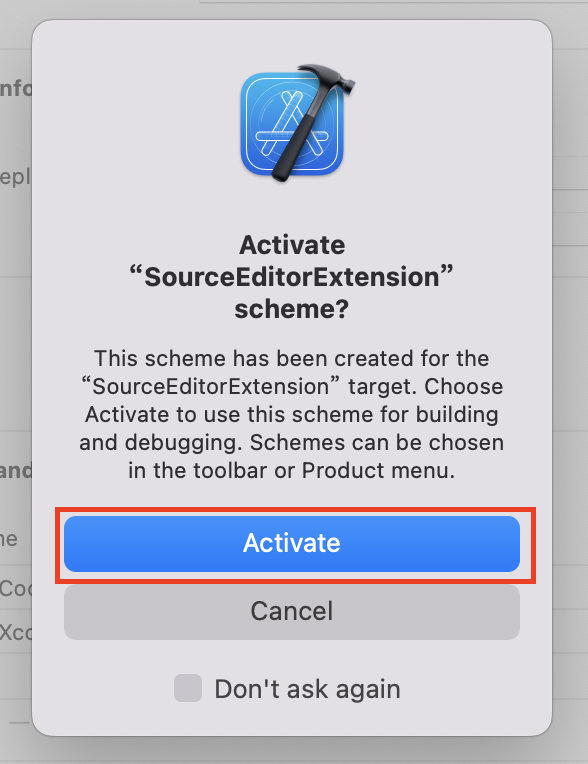 Activate
“SourceEditorExtension”
scheme?
This scheme has been created for the
“SourceEditorExtension” target. Choose
Activate to use this scheme for building
and debugging. Schemes can be chosen
in the toolbar or Product menu.
Activate
Cancel
Don't ask again